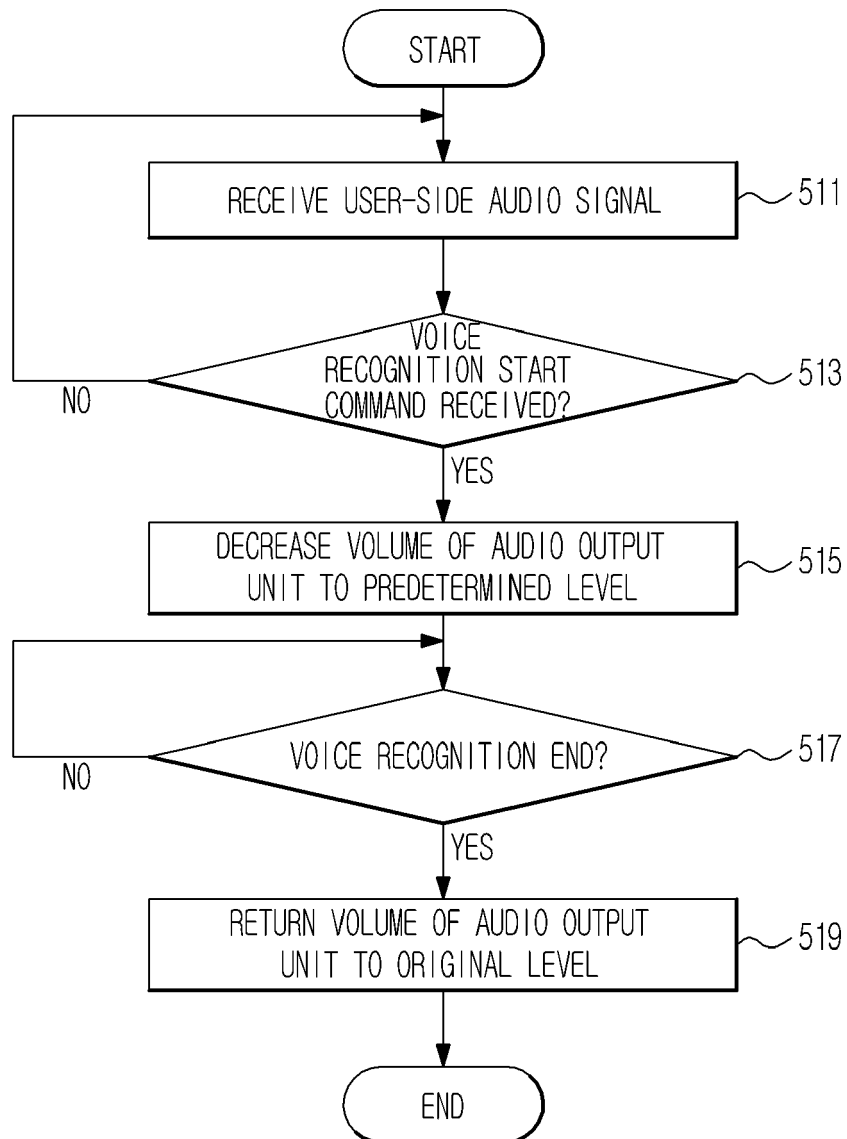 START
RECEIVE USER-SIDE AUDIO SIGNAL
511
VOICE
RECOGNITION START
COMMAND RECEIVED?
513
NO
YES
DECREASE VOLUME OF AUDIO OUTPUT
UNIT TO PREDETERMINED LEVEL
515
VOICE RECOGNITION END?
517
NO
YES
RETURN VOLUME OF AUDIO OUTPUT
UNIT TO ORIGINAL LEVEL
519
END